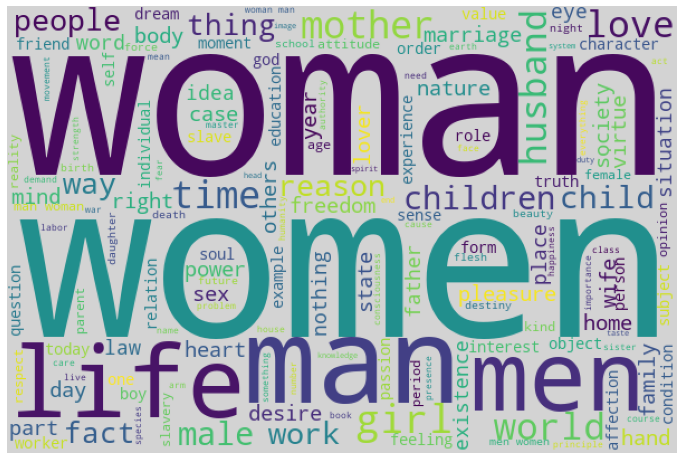 people
dream
thing
mother
woman man
image
value
eye
night
love
word
body
force
moment
school
attitude
marriage
order
earth
character
system
friend
mean
self
god
husband
act
woman
movement
strength
idea
case
slave
master
education
year
age
authority
spirit
lover
role
nature
experience
need
society
virtue
situation
reality
demand
birth
individual
fear
head
truth
female
duty
mind
way
right
time
others
reason
freedom
children
child
man woman
war
death
sense
beauty
opinion
labor
daughter
women
soul
power
sex
future
problem
example
nothing
state
consciousness
father
cause
form
flesh
place
happiness
wife
person
class
importance
subject
question
parent
relation
pleasure
destiny
home
name
house
kind
taste
sister
life
man
men
today
law
heart
interest
object
family
condition
respect
care
live
day
one
boy
something
knowledge
passion
period
presence
existence
affection
part
fact
species
slavery
arm
desire
book
girl
feeling
world
hand
course
worker
male
work
men women
principle